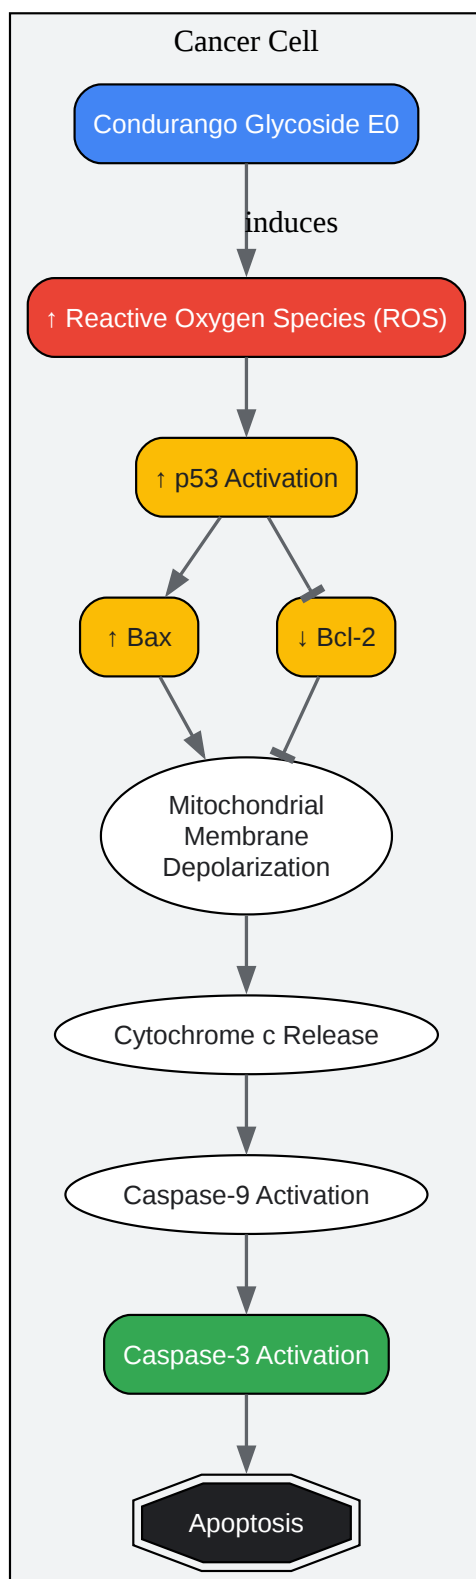 Cancer Cell
Condurango Glycoside E0
induces
↑ Reactive Oxygen Species (ROS)
↑ p53 Activation
↑ Bax
↓ Bcl-2
Mitochondrial
Membrane
Depolarization
Cytochrome c Release
Caspase-9 Activation
Caspase-3 Activation
Apoptosis